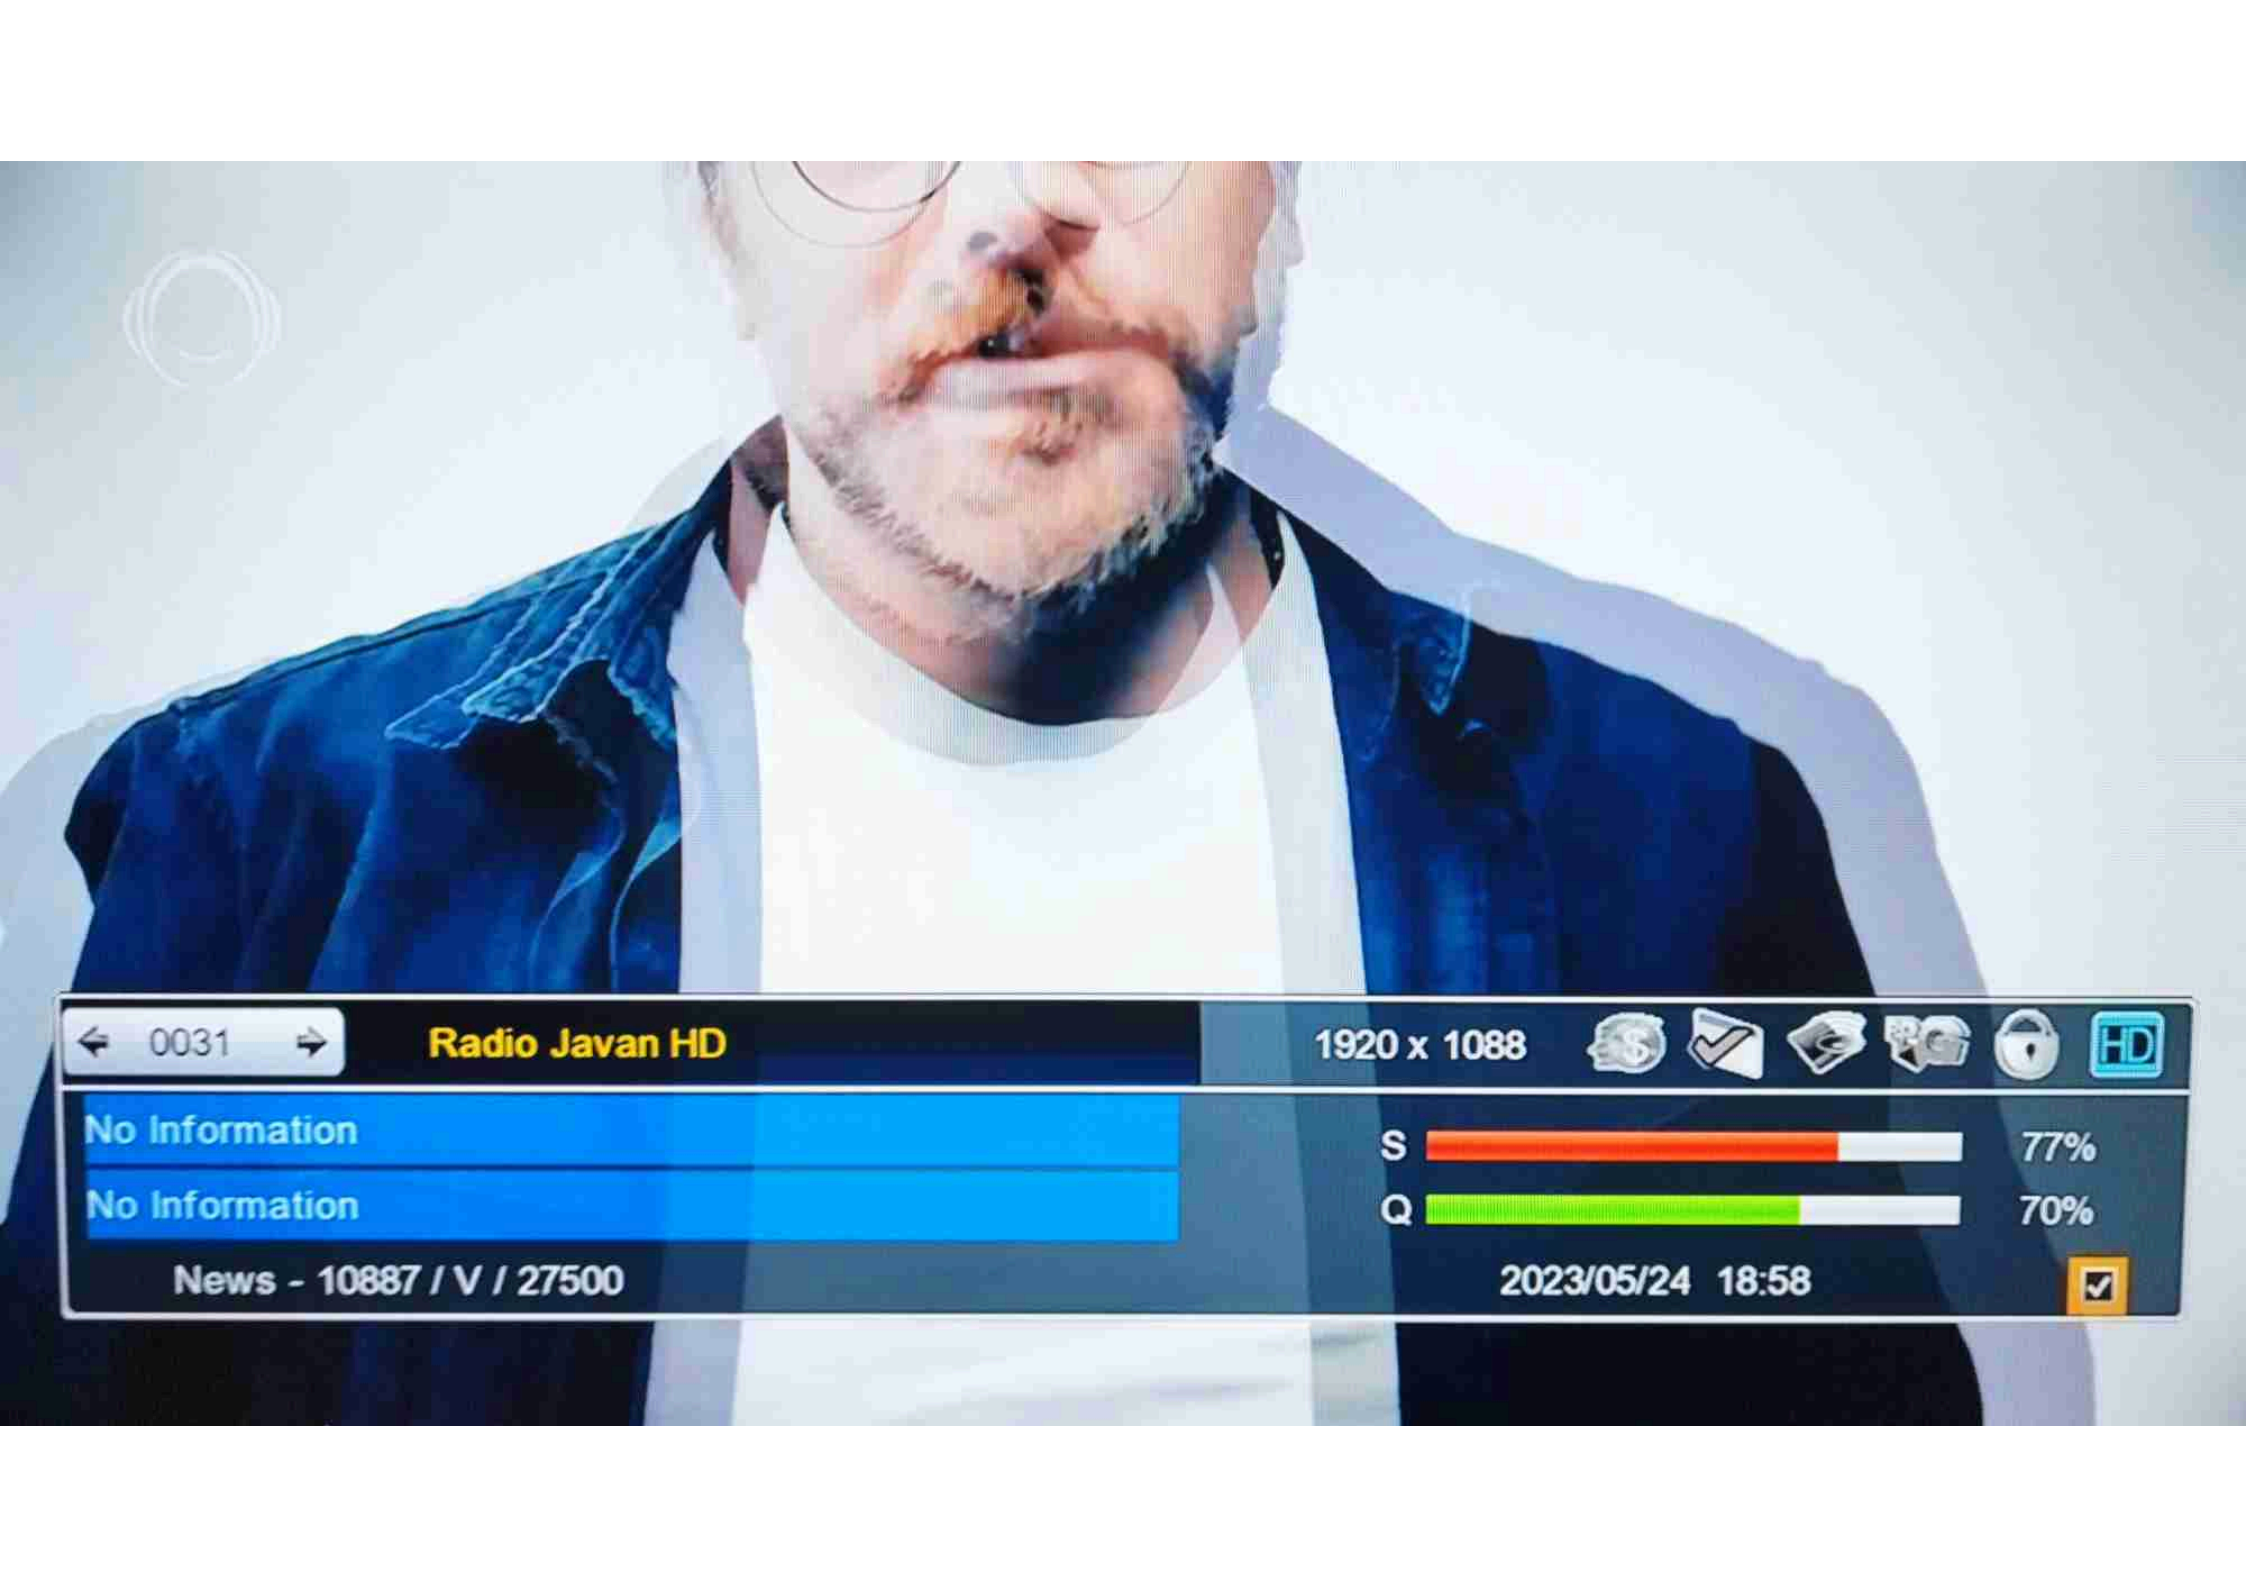 0031 Radio Javan HD 1920 x 1088 HD
No Information
S 77%
No Information
Q 70%
News - 10887 / V / 27500 2023/05/24 18:58